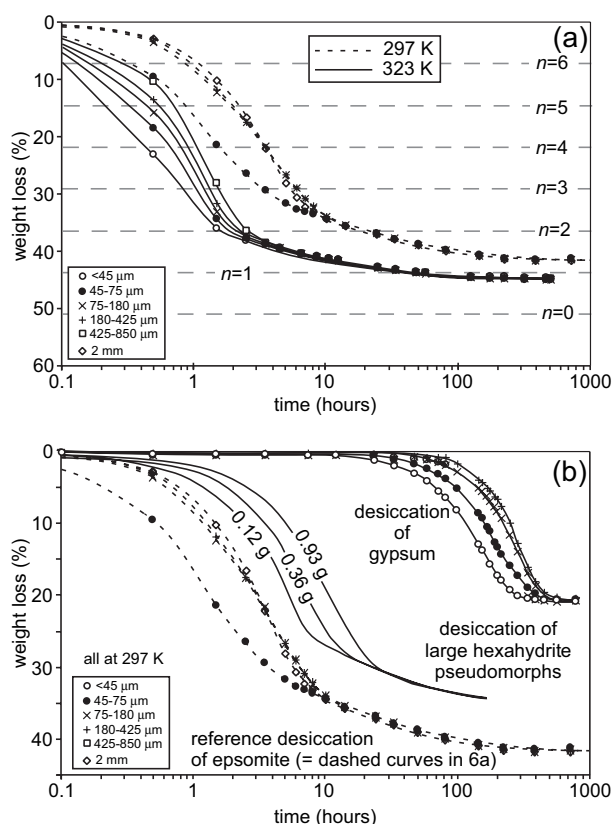 0
10
20
30
40
50
60
weight loss (%)
(a)
297 K
323 K
n=6
n=5
n=4
n=3
n=2
n=1
n=0
<45 μm
45-75 μm
75-180 μm
180-425 μm
425-850 μm
2 mm
0.1
1
10
100
1000
time (hours)
0
10
20
30
40
weight loss (%)
(b)
desiccation
of
gypsum
0.12 g
0.36 g
0.93 g
desiccation of
large hexahydrite
pseudomorphs
all at 297 K
<45 μm
45-75 μm
75-180 μm
180-425 μm
425-850 μm
2 mm
reference desiccation
of epsomite (= dashed curves in 6a)
0.1
1
10
100
1000
time (hours)